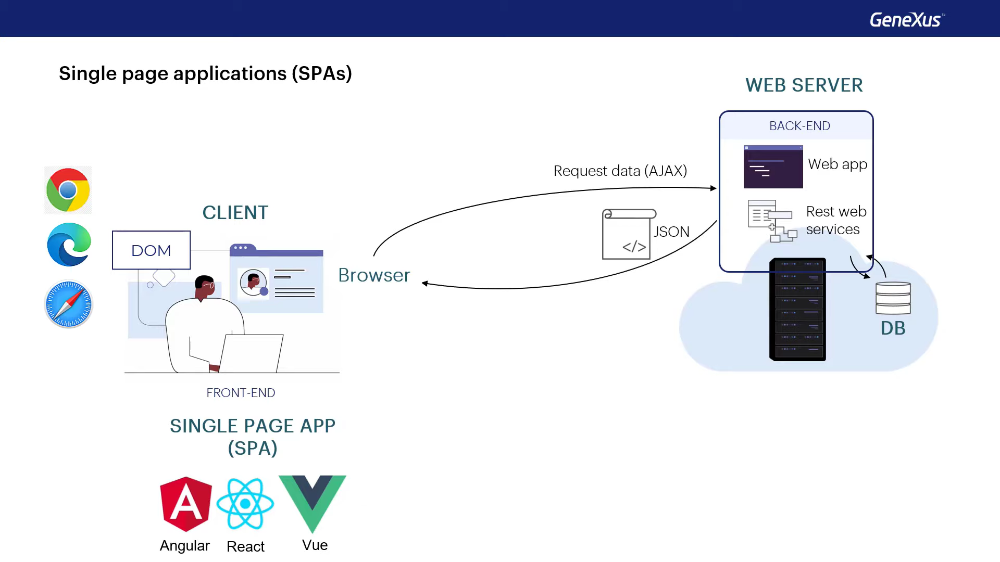 GeneXus™
Single page applications (SPAs)
WEB SERVER
BACK-END
Web app
Request data (AJAX)
Rest web
services
CLIENT
JSON
DOM
</>
Browser
DB
FRONT-END
SINGLE PAGE APP
(SPA)
Angular
React
Vue